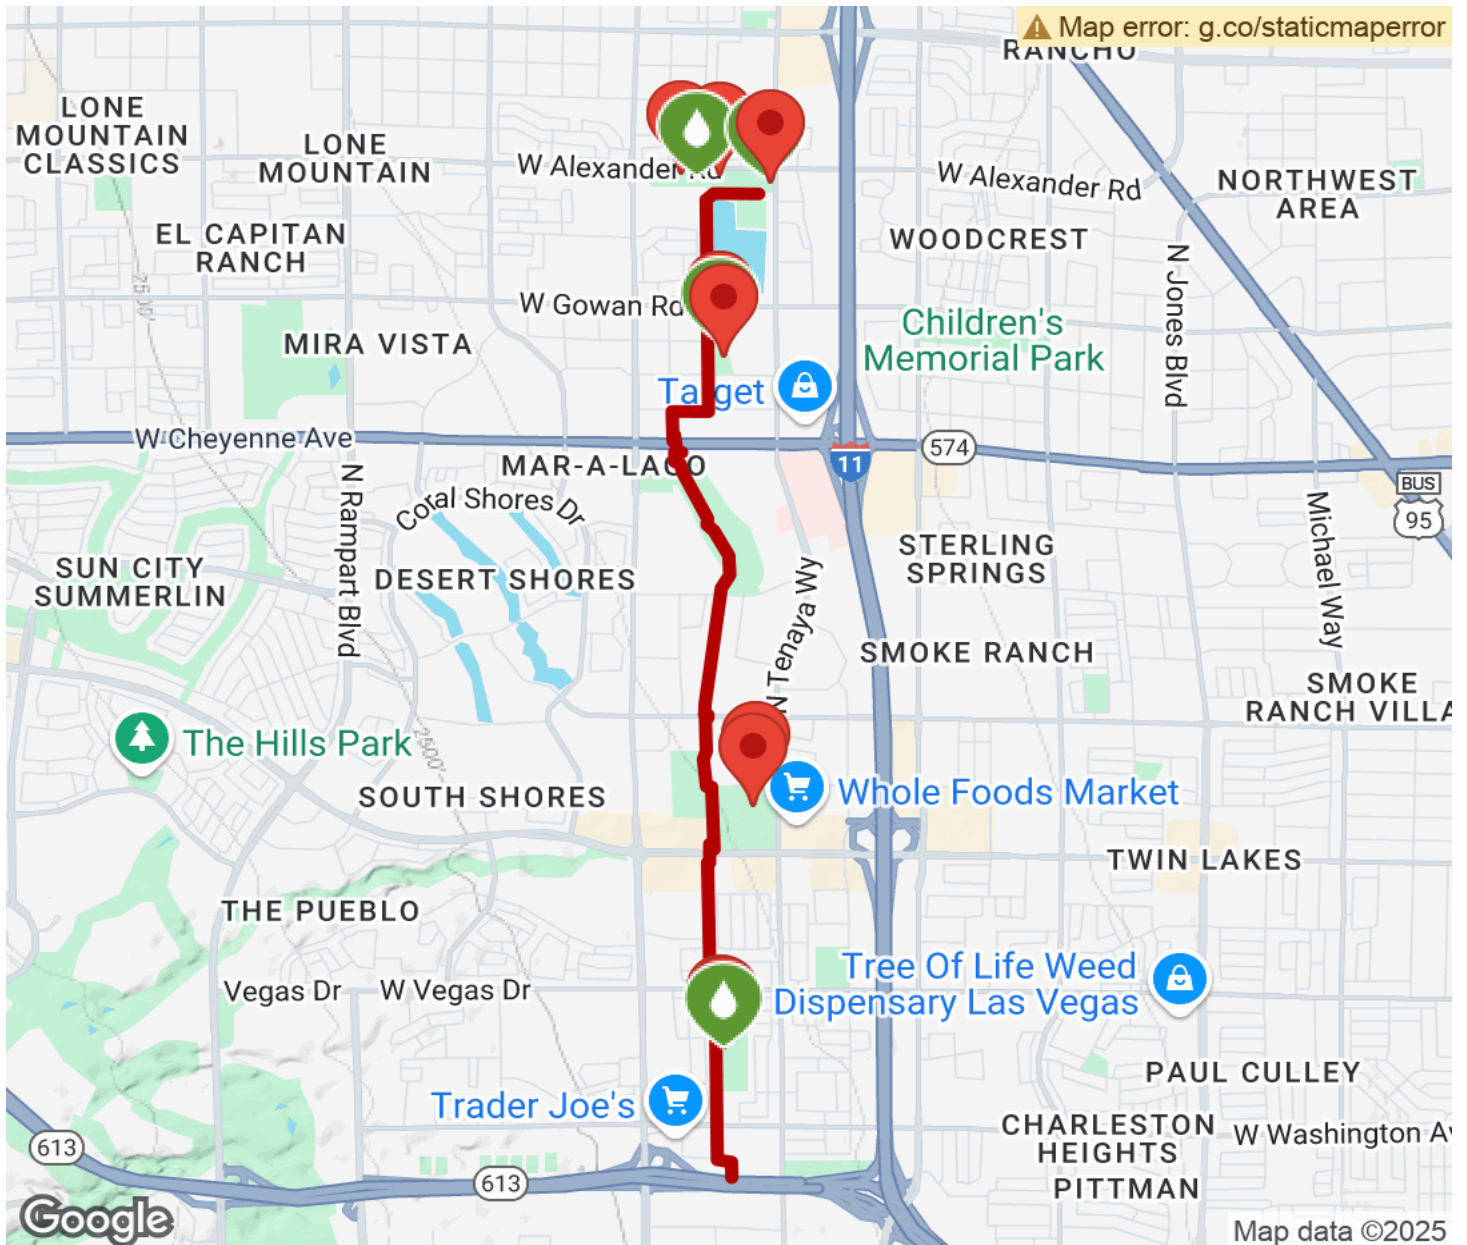 Map error: g.co/staticmaperror
RANCHO
LONE
MOUNTAIN
CLASSICS
LONE
MOUNTAIN
W Alexander Rd
W Alexander Rd
NORTHWEST
AREA
EL CAPITAN
RANCH
WOODCREST
N Jones Blvd
2500'
W Gowan Rd
Children's
Memorial Park
MIRA VISTA
Target
W Cheyenne Ave
574
11
MAR-A-LAGO
BUS
95
N Rampart Blvd
Coral Shores Dr
Michael Way
STERLING
SPRINGS
SUN CITY
SUMMERLIN
DESERT SHORES
N Tenaya Wy
SMOKE RANCH
SMOKE
RANCH VILLA
The Hills Park
2500'
SOUTH SHORES
Whole Foods Market
TWIN LAKES
THE PUEBLO
Tree Of Life Weed
Dispensary Las Vegas
Vegas Dr
W Vegas Dr
PAUL CULLEY
Trader Joe's
CHARLESTON
HEIGHTS
PITTMAN
W Washington Av
613
613
Google
Map data ©2025